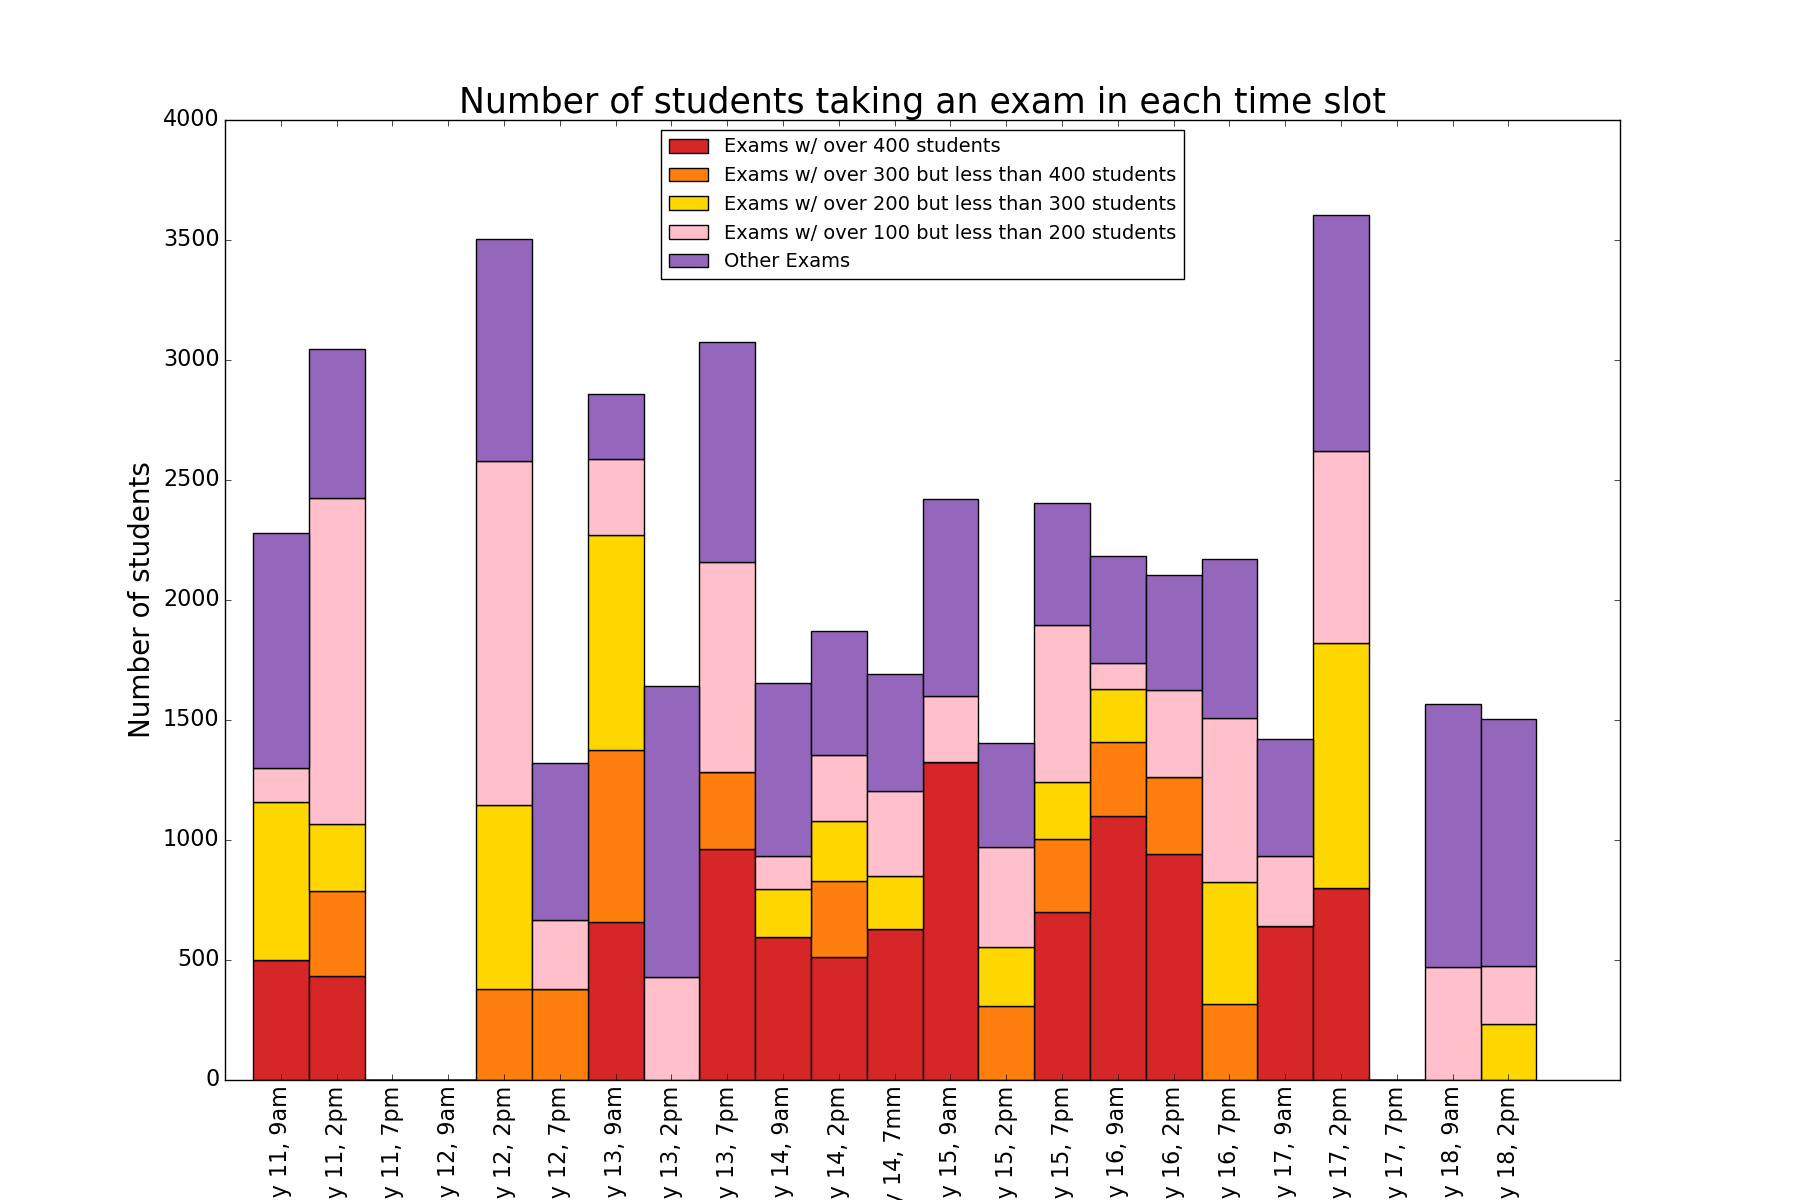 Number of students taking an exam in each time slot
4000
3500
3000
2500
2000
1500
1000
500
0
Number of students
Exams w/ over 400 students
Exams w/ over 300 but less than 400 students
Exams w/ over 200 but less than 300 students
Exams w/ over 100 but less than 200 students
Other Exams
y 11, 9am
y 11, 2pm
y 11, 7pm
y 12, 9am
y 12, 2pm
y 12, 7pm
y 13, 9am
y 13, 2pm
y 13, 7pm
y 14, 9am
y 14, 2pm
y 14, 7mm
y 15, 9am
y 15, 2pm
y 15, 7pm
y 16, 9am
y 16, 2pm
y 16, 7pm
y 17, 9am
y 17, 2pm
y 17, 7pm
y 18, 9am
y 18, 2pm